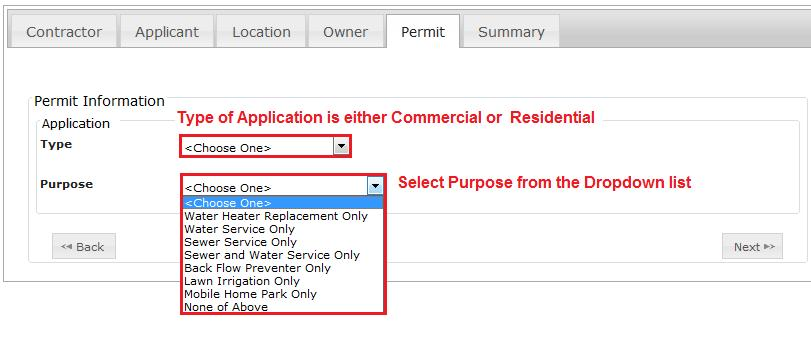 Contractor Applicant Location Owner Permit Summary
Permit Information
Type of Application is either Commercial or Residential
Application
Type <Choose One>
Purpose <Choose One> Select Purpose from the Dropdown list
<Choose One>
Water Heater Replacement Only
Water Service Only
Sewer Service Only
Sewer and Water Service Only
Back Flow Preventer Only
Lawn Irrigation Only
Mobile Home Park Only
None of Above
Back Next